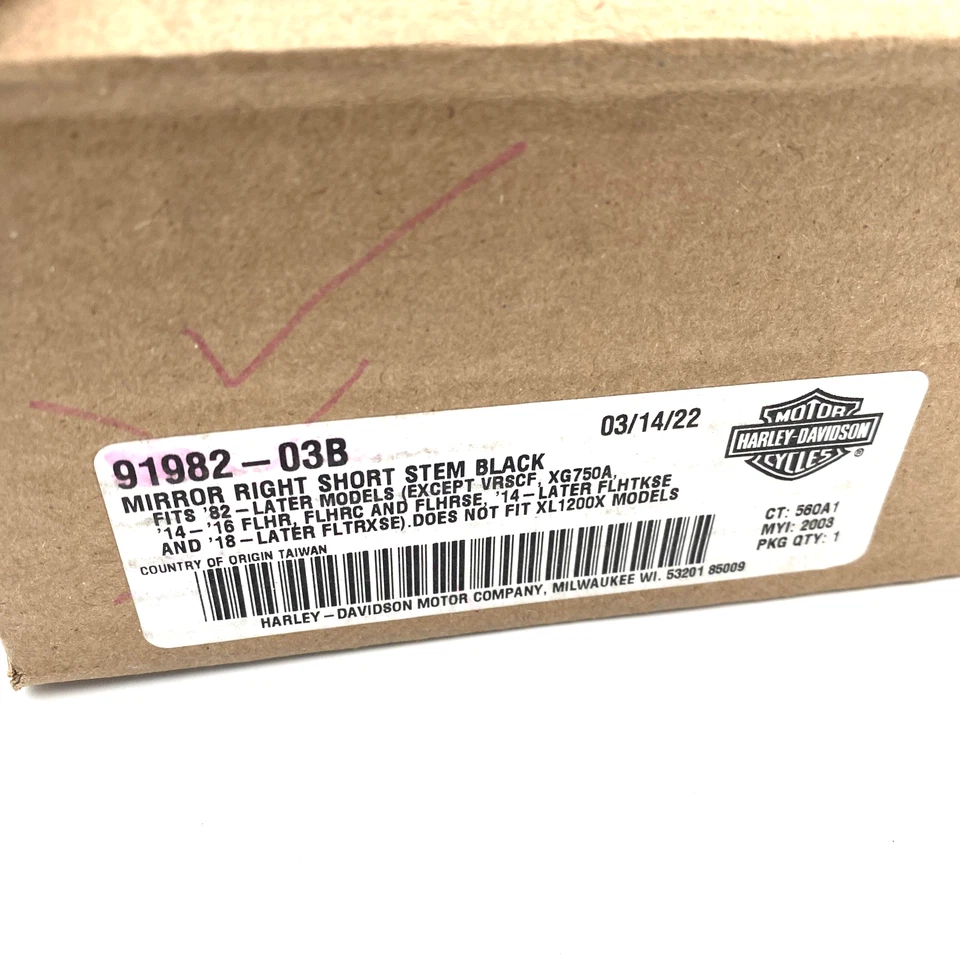 91982-03B
03/14/22
MIRROR RIGHT SHORT STEM BLACK
FITS '82-LATER MODELS (EXCEPT VRSCF, XG750A,
'14-'16 FLHR, FLHRC AND FLHRSE, '14-LATER FLHTKSE
AND '18-LATER FLTRXSE).DOES NOT FIT XL1200X MODELS
COUNTRY OF ORIGIN TAIWAN
HARLEY-DAVIDSON MOTOR COMPANY, MILWAUKEE WI. 53201 85009
MOTOR
HARLEY-DAVIDSON
CYCLES
®
CT: 560A1
MYI: 2003
PKG QTY: 1